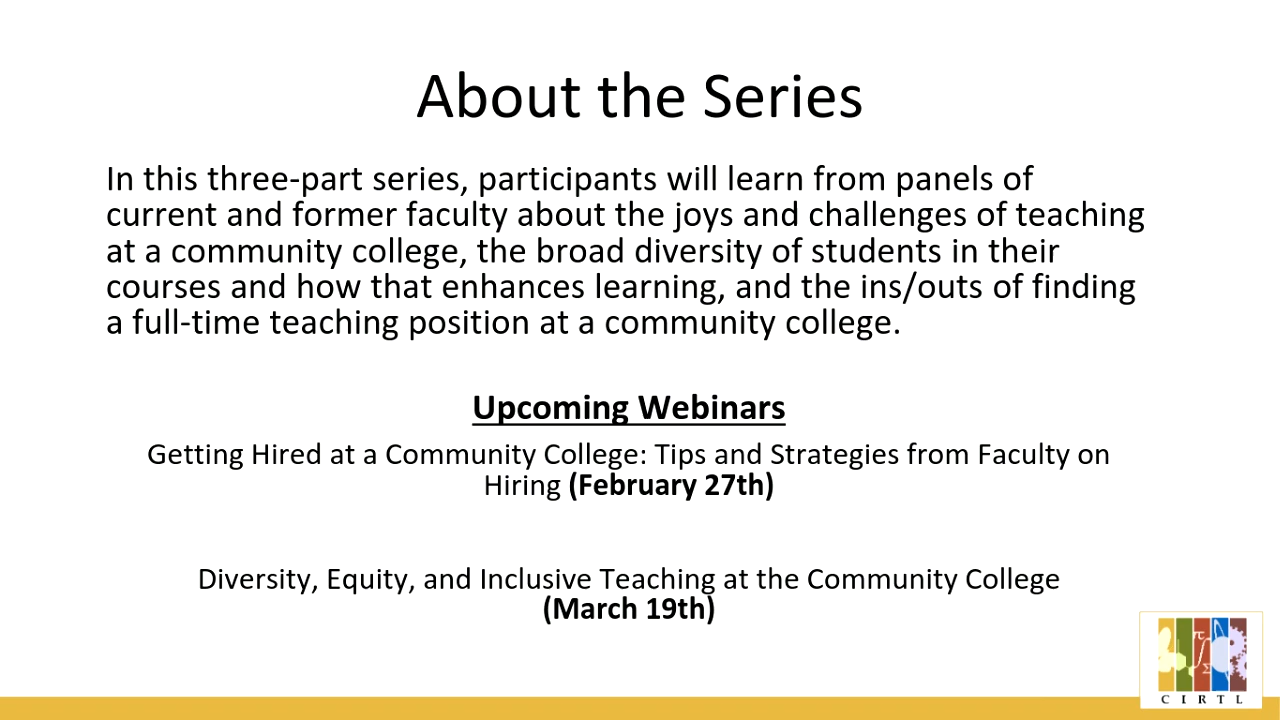 About the Series
In this three-part series, participants will learn from panels of
current and former faculty about the joys and challenges of teaching
at a community college, the broad diversity of students in their
courses and how that enhances learning, and the ins/outs of finding
a full-time teaching position at a community college.
Upcoming Webinars
Getting Hired at a Community College: Tips and Strategies from Faculty on
Hiring (February 27th)
Diversity, Equity, and Inclusive Teaching at the Community College
(March 19th)
CIRTL